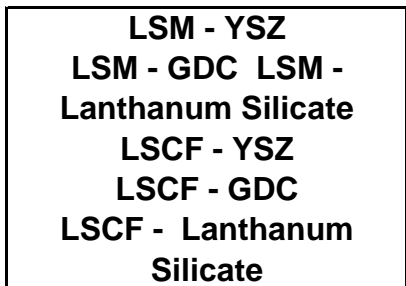 LSM - YSZ
LSM - GDC LSM -
Lanthanum Silicate
LSCF - YSZ
LSCF - GDC
LSCF - Lanthanum
Silicate